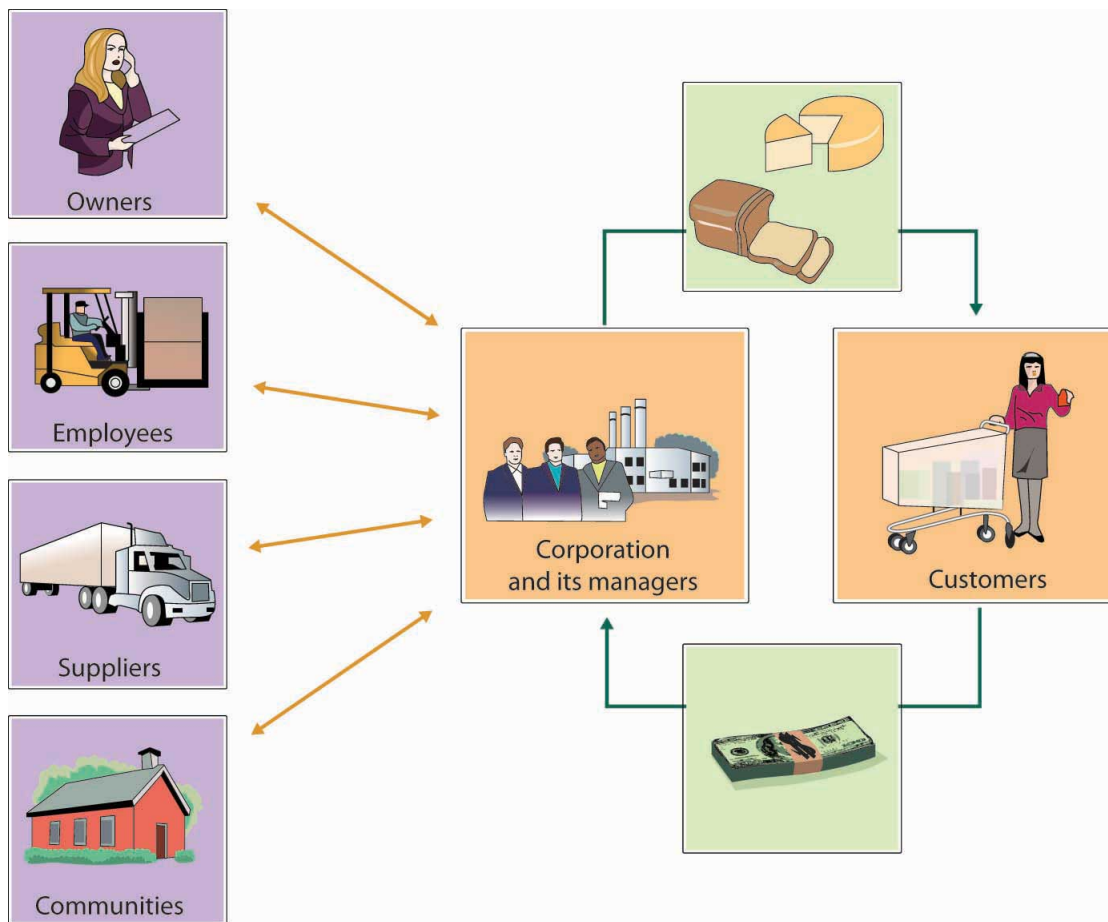 Owners
Employees
Suppliers
Communities
Corporation
and its managers
Customers